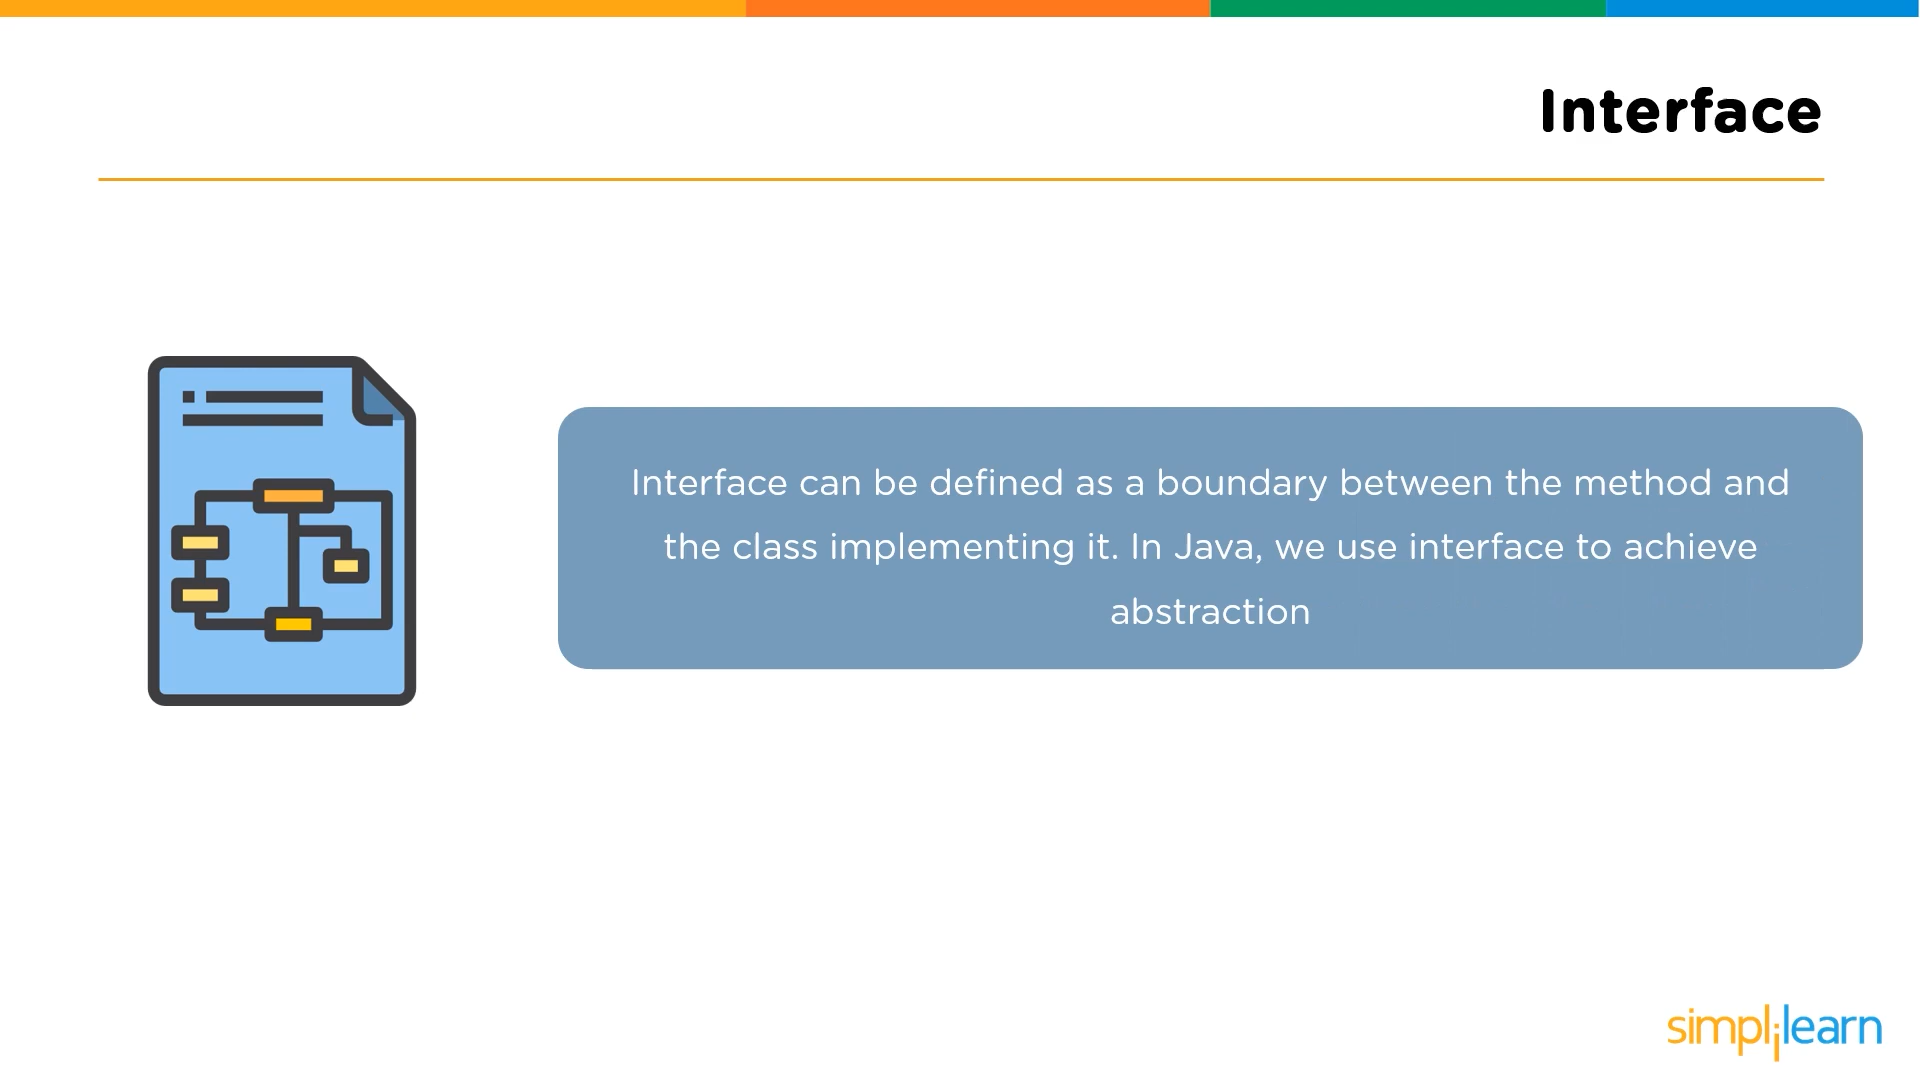 Interface
Interface can be defined as a boundary between the method and
the class implementing it. In Java, we use interface to achieve
abstraction
simplilearn